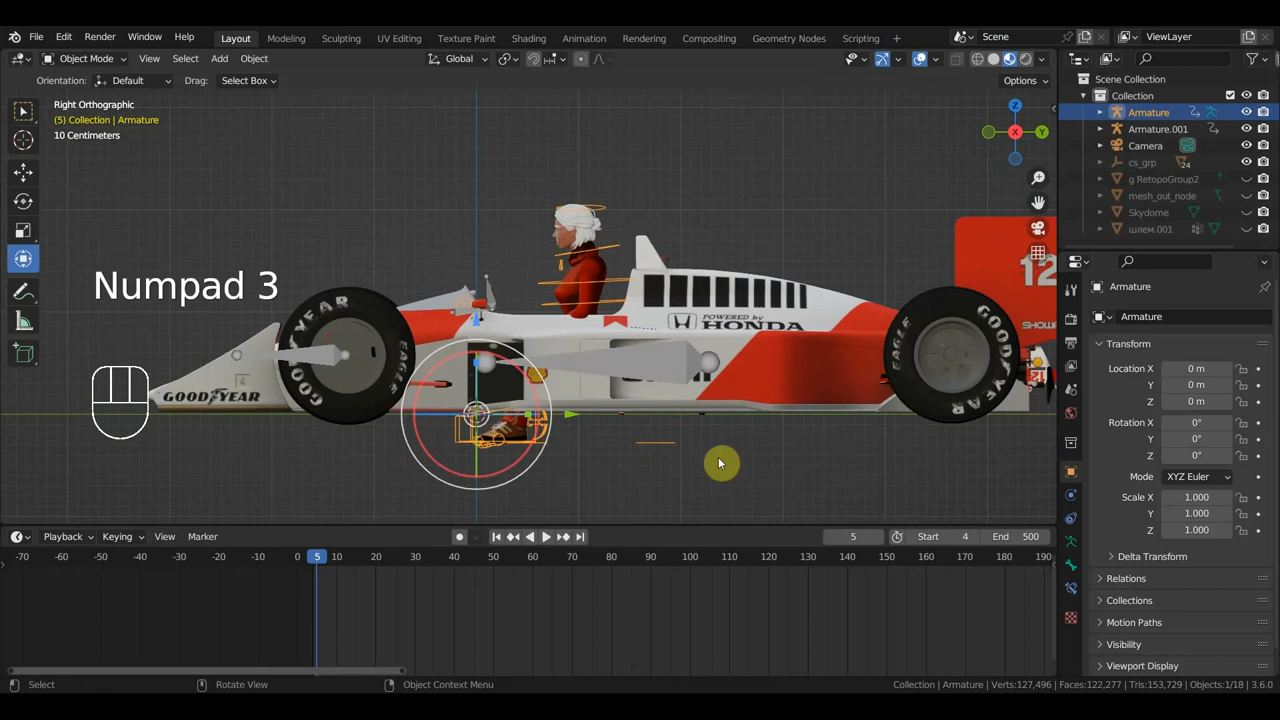 File Edit Render Window Help Layout Modeling Sculpting UV Editing Texture Paint Shading Animation Rendering Compositing Geometry Nodes Scripting + Scene ViewLayer
Object Mode View Select Add Object Global
Orientation: Default Drag: Select Box Options
Right Orthographic
(5) Collection | Armature
10 Centimeters
Scene Collection
Collection
Armature
Armature.001
Camera
cs_grp 24
g RetopoGroup2
mesh_out_node
Skydome
шлем.001
Z
Y
X
Numpad 3
12
POWERED by
HONDA
SHOWA
GOODYEAR
GOODYEAR
EAGLE
GOODYEAR
EAGLE
Armature
Armature
Transform
Location X 0 m
Y 0 m
Z 0 m
Rotation X 0°
Y 0°
Z 0°
Mode XYZ Euler
Scale X 1.000
Y 1.000
Z 1.000
Delta Transform
Relations
Collections
Motion Paths
Visibility
Viewport Display
Playback Keying View Marker 5 Start 4 End 500
-70 -60 -50 -40 -30 -20 -10 0 5 10 20 30 40 50 60 70 80 90 100 110 120 130 140 150 160 170 180 190
Select Rotate View Object Context Menu Collection | Armature | Verts:127,496 | Faces:122,277 | Tris:153,729 | Objects:1/18 | 3.6.0